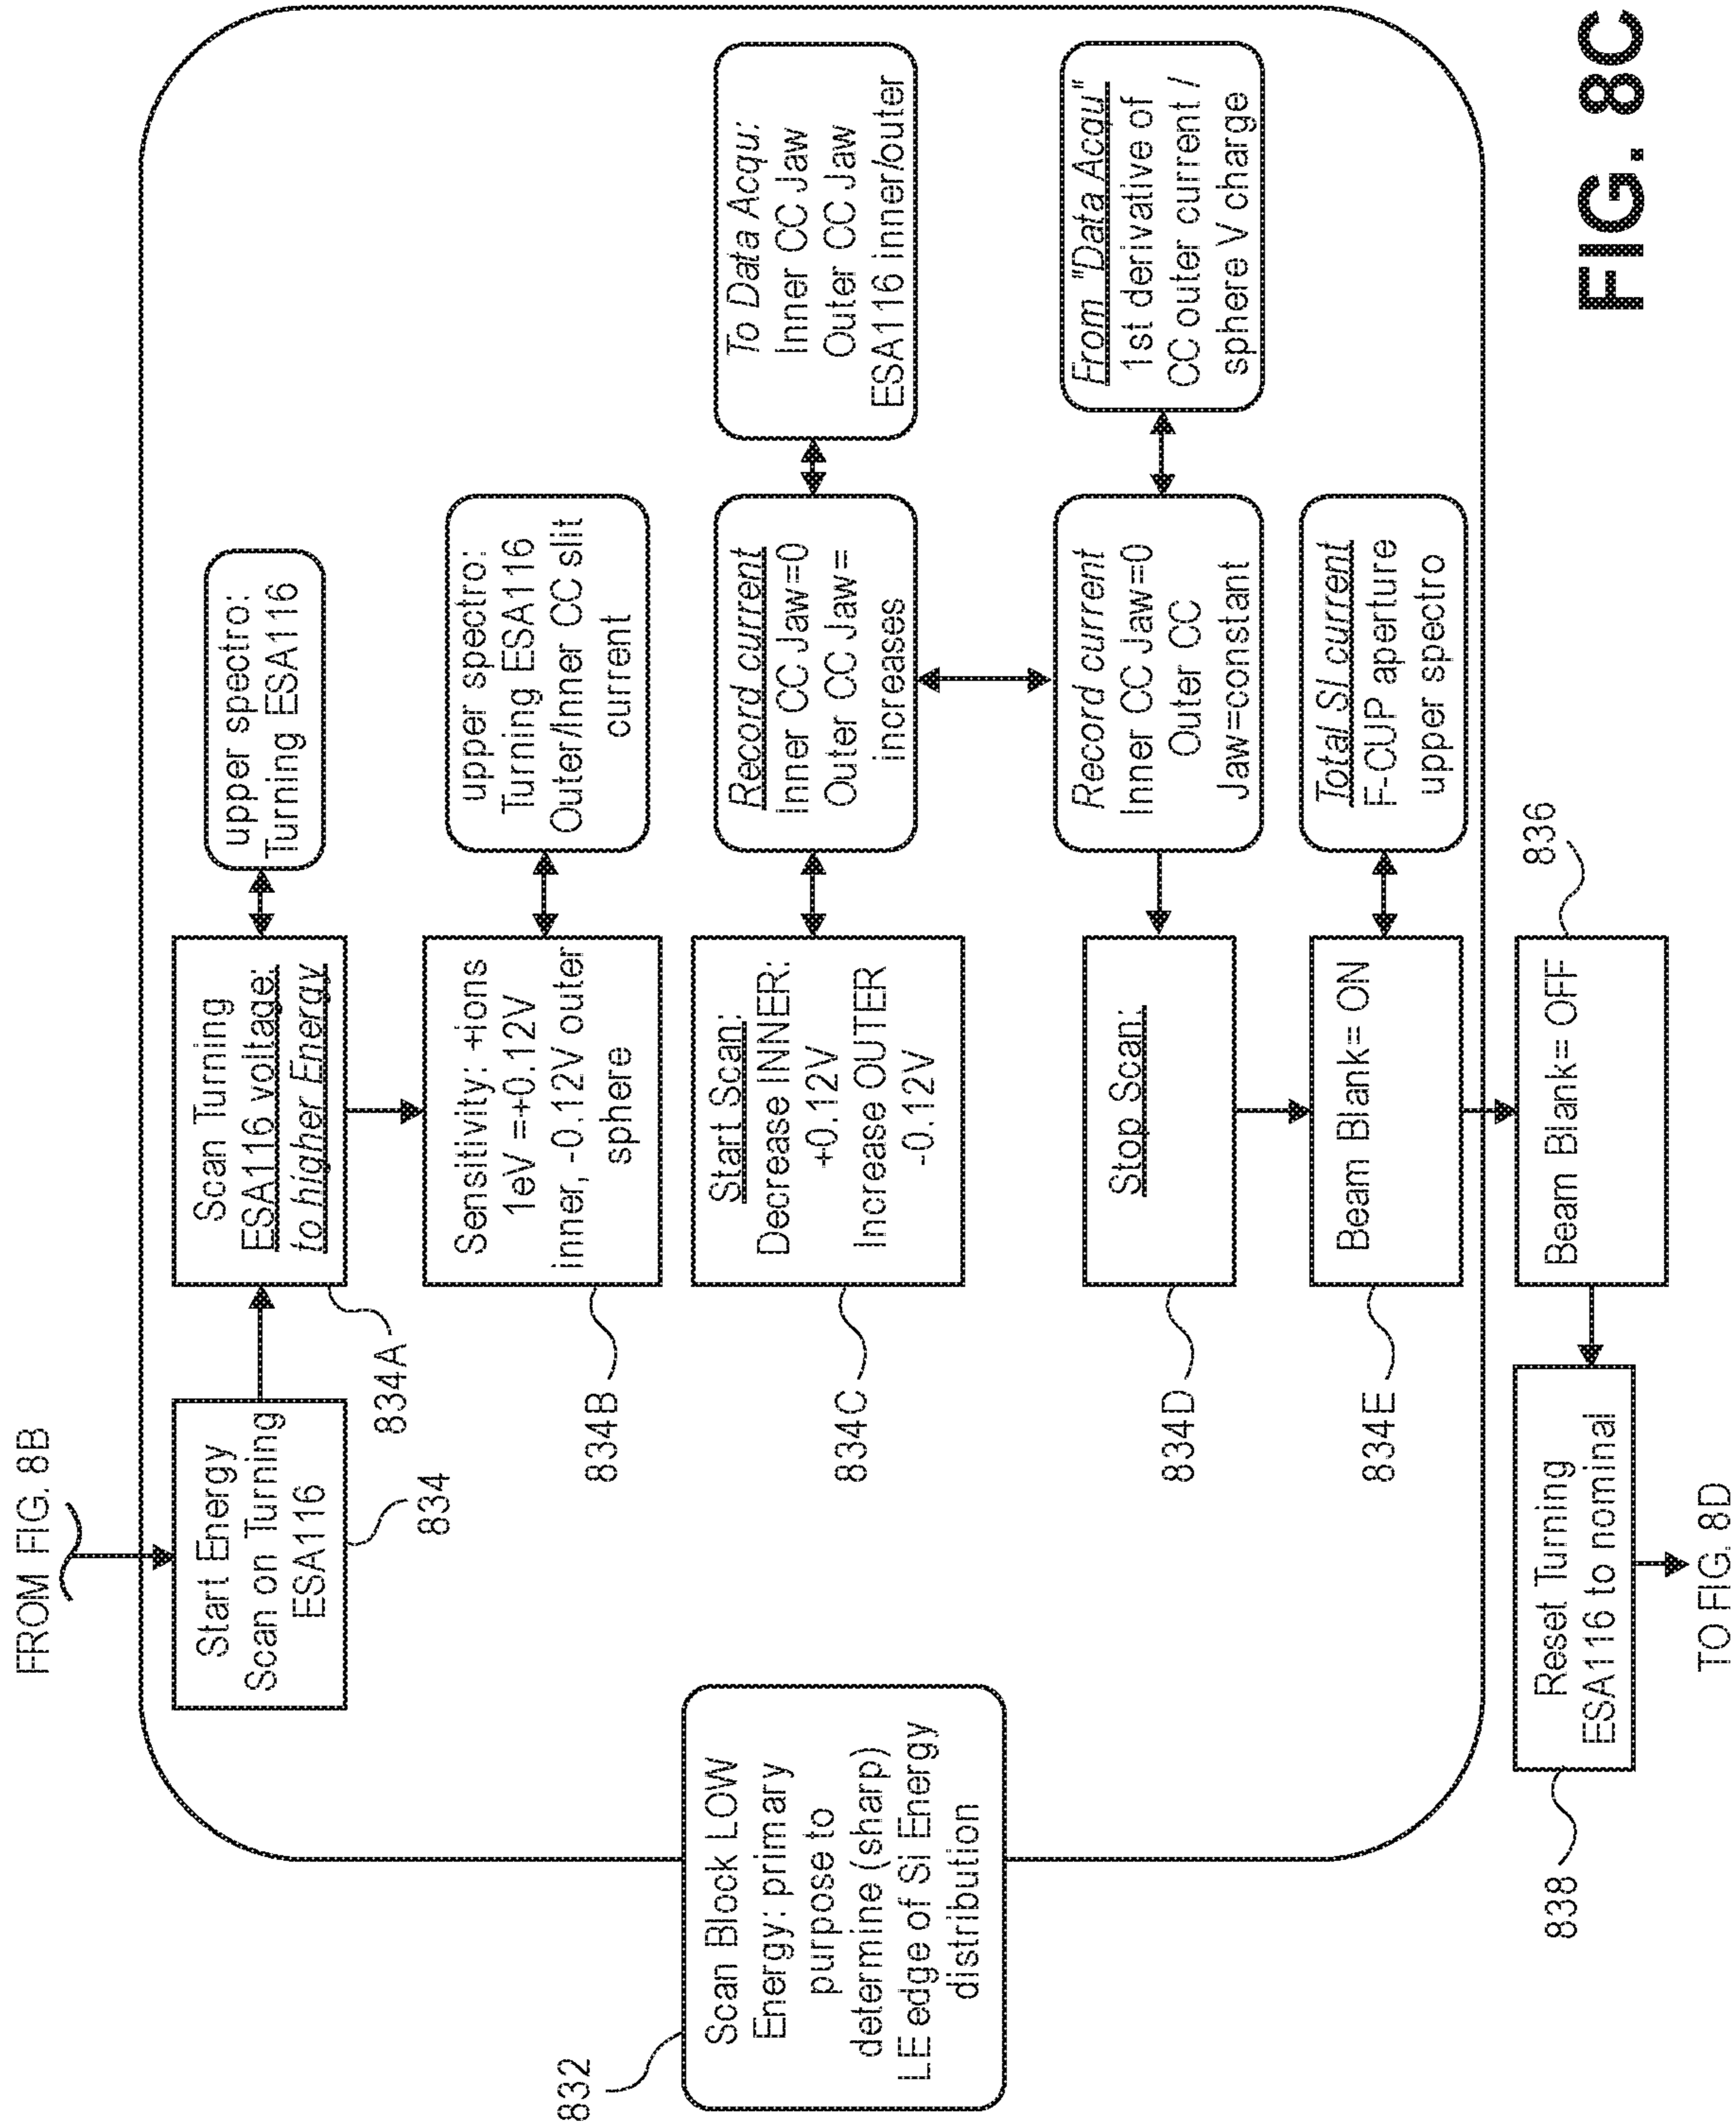 FROM FIG. 8B
Start Energy
Scan on Turning
ESA116
834
Scan Turning
ESA116 voltage:
to higher Energy
834A
upper spectro:
Turning ESA116
Sensitivity: +ions
1eV =+0.12V
inner, -0.12V outer
sphere
834B
upper spectro:
Turning ESA116
Outer/Inner CC slit
current
Scan Block LOW
Energy: primary
purpose to
determine (sharp)
LE edge of Si Energy
distribution
832
Start Scan:
Decrease INNER:
+0.12V
Increase OUTER
-0.12V
834C
Record current
Inner CC Jaw=0
Outer CC Jaw=
increases
To Data Acqu:
Inner CC Jaw
Outer CC Jaw
ESA116 inner/outer
Stop Scan:
834D
Record current
Inner CC Jaw=0
Outer CC
Jaw=constant
From "Data Acqu"
1st derivative of
CC outer current /
sphere V charge
Beam Blank= ON
834E
Total SI current
F-CUP aperture
upper spectro
Beam Blank= OFF
836
Reset Turning
ESA116 to nominal
838
TO FIG. 8D
FIG. 8C